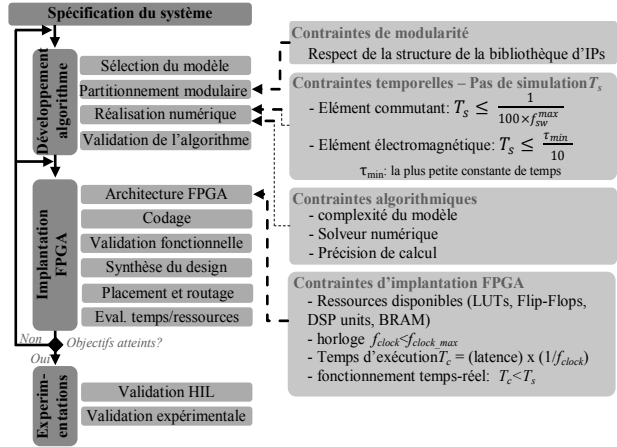 Spécification du système
Développement
algorithme
Sélection du modèle
Partitionnement modulaire
Réalisation numérique
Validation de l'algorithme
Implantation
FPGA
Architecture FPGA
Codage
Validation fonctionnelle
Synthèse du design
Placement et routage
Eval. temps/ressources
Non
Objectifs atteints?
Oui
Experim-
entations
Validation HIL
Validation expérimentale
Contraintes de modularité
Respect de la structure de la bibliothèque d'IPs
Contraintes temporelles – Pas de simulation T_s
- Elément commutant: T_s ≤ 1 / (100×f_sw^max)
- Elément électromagnétique: T_s ≤ τ_min / 10
τ_min: la plus petite constante de temps
Contraintes algorithmiques
- complexité du modèle
- Solveur numérique
- Précision de calcul
Contraintes d'implantation FPGA
- Ressources disponibles (LUTs, Flip-Flops,
DSP units, BRAM)
- horloge f_clock<f_clock_max
- Temps d'exécution T_c = (latence) x (1/f_clock)
- fonctionnement temps-réel: T_c<T_s